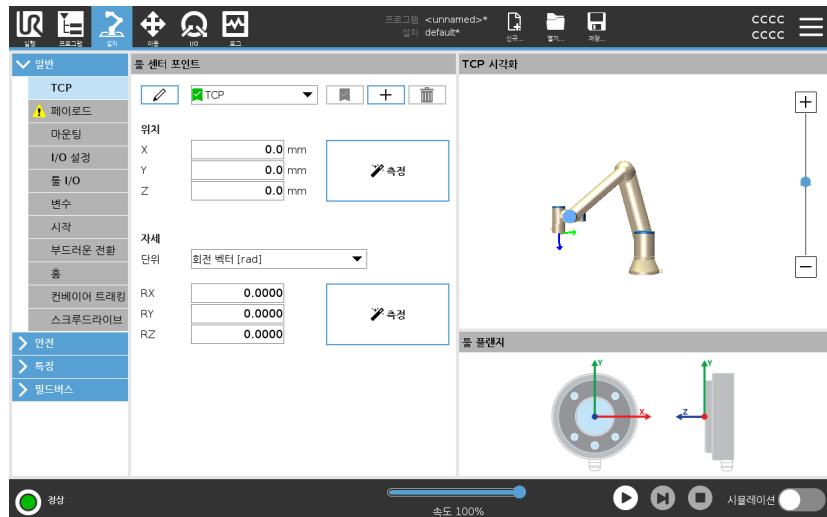 UR
실행
프로그램
설치
이동
I/O
로그
프로그램 <unnamed>*
설치 default*
신규...
열기...
저장...
cccc
cccc
일반
TCP
페이로드
마운팅
I/O 설정
툴 I/O
변수
시작
부드러운 전환
홈
컨베이어 트래킹
스크루드라이브
안전
특징
필드버스
툴 센터 포인트
TCP
위치
X 0.0 mm
Y 0.0 mm
Z 0.0 mm
측정
자세
단위 회전 벡터 [rad]
RX 0.0000
RY 0.0000
RZ 0.0000
측정
TCP 시각화
툴 플랜지
Y
X
Y
Z
정상
속도 100%
시뮬레이션